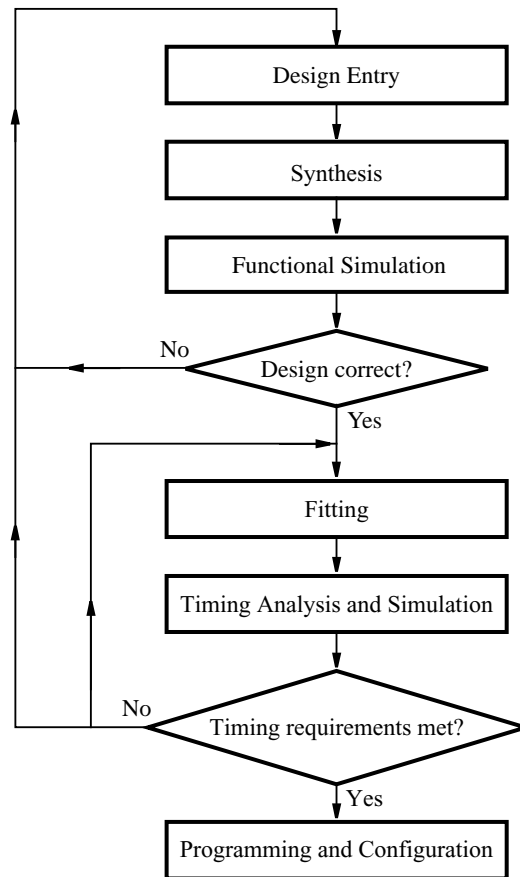 Design Entry
Synthesis
Functional Simulation
No
Design correct?
Yes
Fitting
Timing Analysis and Simulation
No
Timing requirements met?
Yes
Programming and Configuration